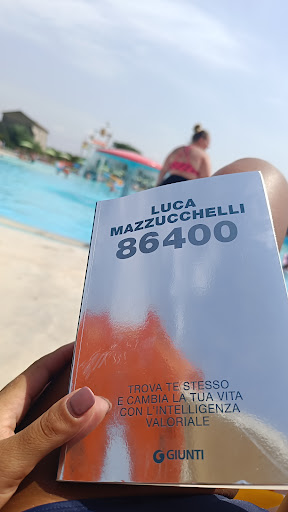 LUCA
MAZZUCCHELLI
86400
TROVA TE STESSO
E CAMBIA LA TUA VITA
CON L'INTELLIGENZA
VALORIALE
G GIUNTI